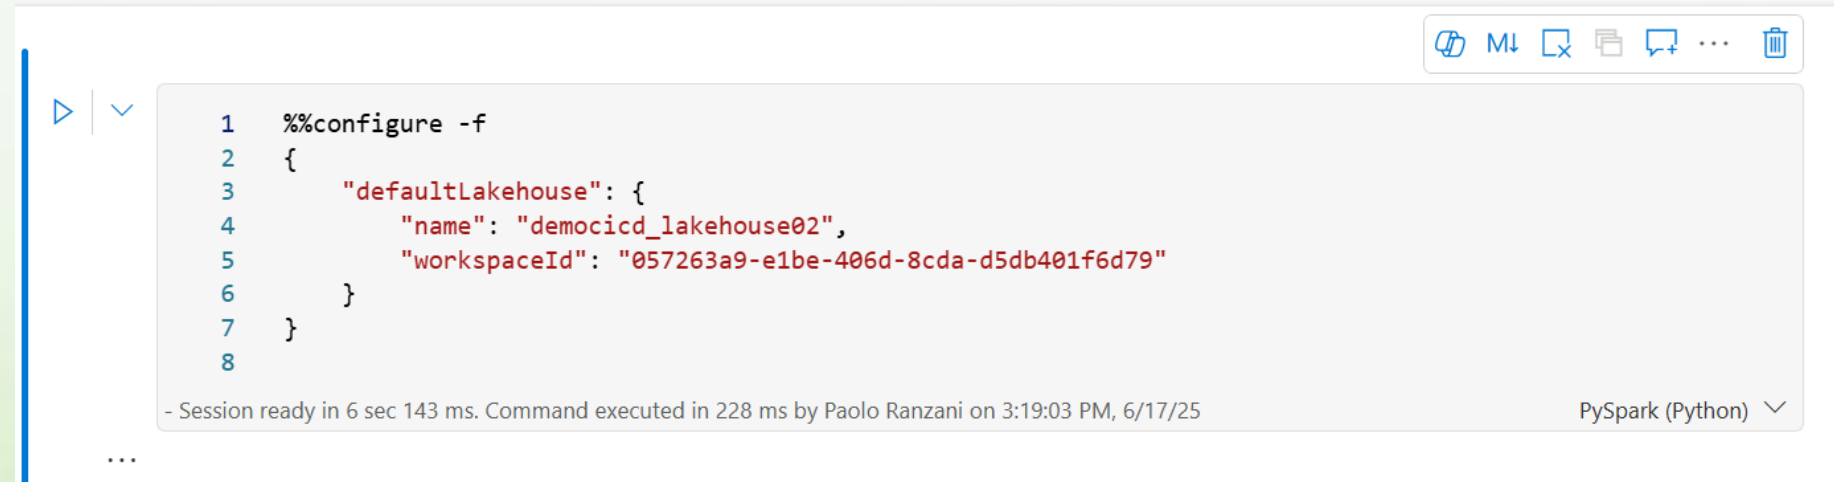 M↓
1 %%configure -f
2 {
3 "defaultLakehouse": {
4 "name": "democicd_lakehouse02",
5 "workspaceId": "057263a9-e1be-406d-8cda-d5db401f6d79"
6 }
7 }
8
- Session ready in 6 sec 143 ms. Command executed in 228 ms by Paolo Ranzani on 3:19:03 PM, 6/17/25 PySpark (Python)